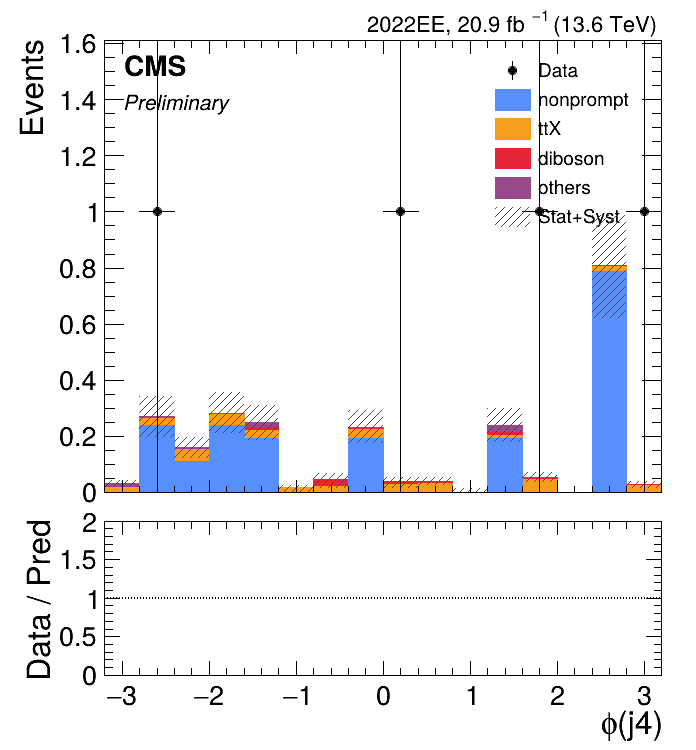 2022EE, 20.9 fb⁻¹ (13.6 TeV)
CMS
Preliminary
Events
1.6
1.4
1.2
1
0.8
0.6
0.4
0.2
0
Data
nonprompt
ttX
diboson
others
Stat+Syst
Data / Pred
2
1.5
1
0.5
0
−3 −2 −1 0 1 2 3
ϕ(j4)